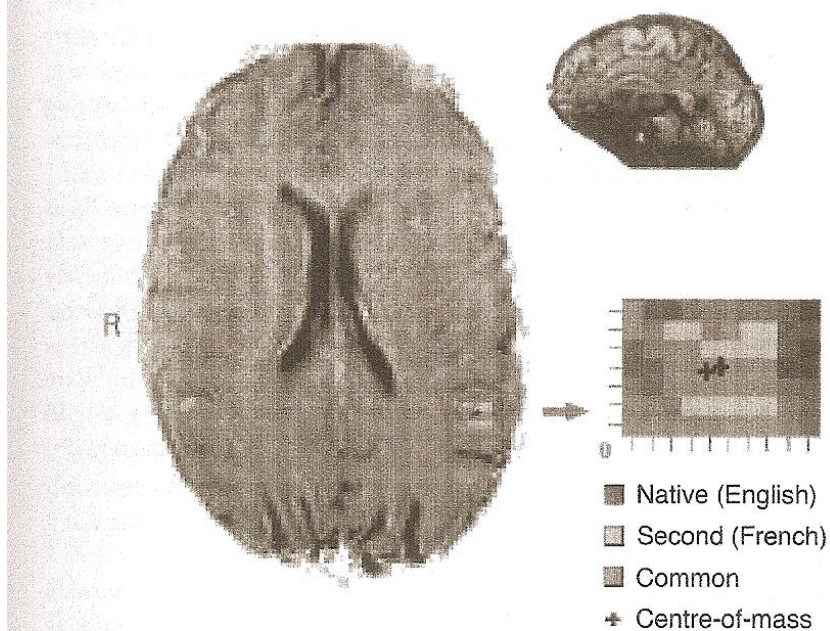 R
0
Native (English)
Second (French)
Common
Centre-of-mass